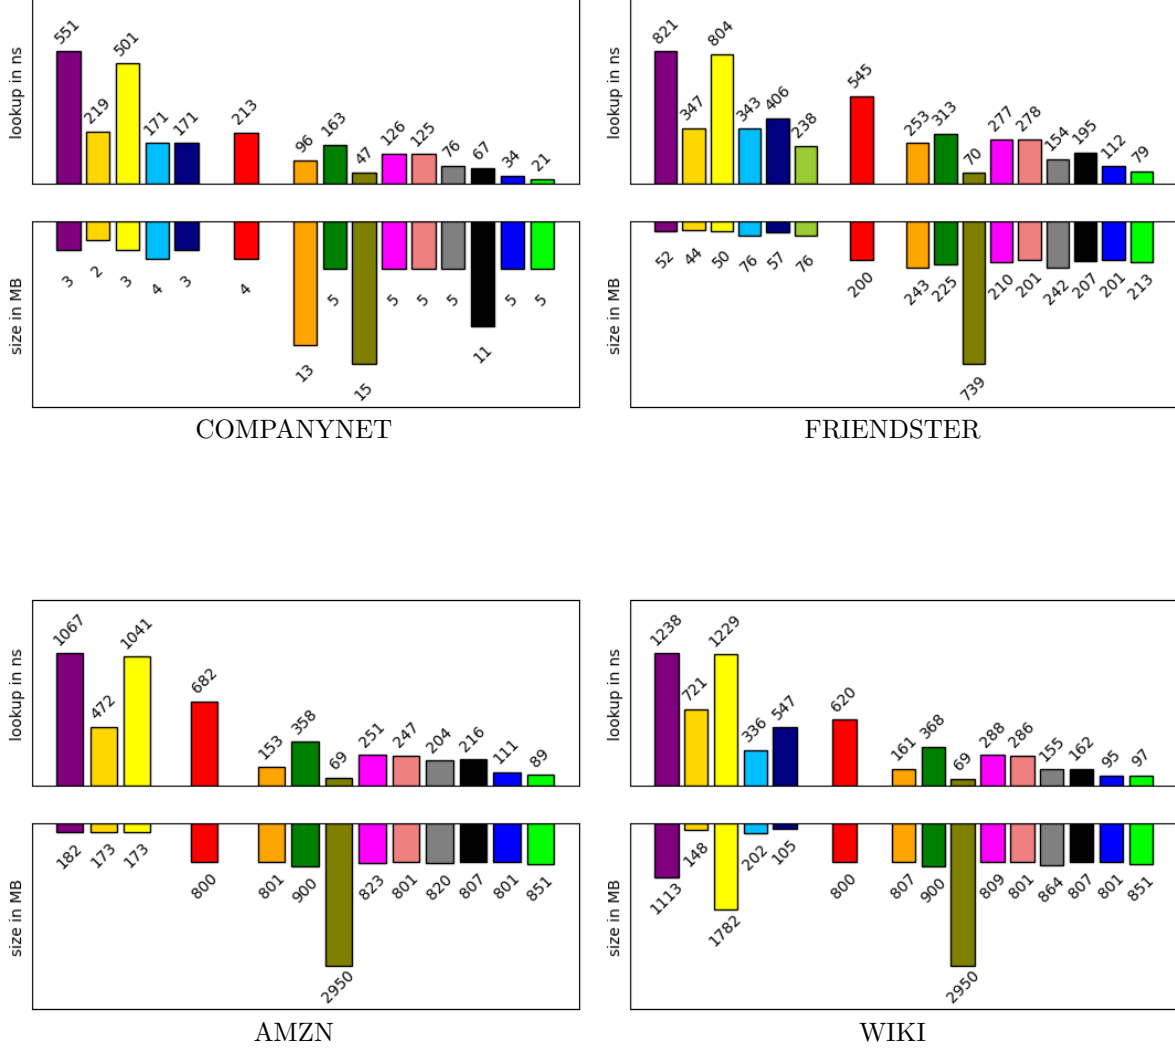 lookup in ns
551 219 501 171 171 213 96 163 47 126 125 76 67 34 21
size in MB
3 2 3 4 3 4 13 5 15 5 5 5 11 5 5
COMPANYNET
lookup in ns
821 347 804 343 406 238 545 253 313 70 277 278 154 195 112 79
size in MB
52 44 50 76 57 76 200 243 225 739 210 201 242 207 201 213
FRIENDSTER
lookup in ns
1067 472 1041 682 153 358 69 251 247 204 216 111 89
size in MB
182 173 173 800 801 900 2950 823 801 820 807 801 851
AMZN
lookup in ns
1238 721 1229 336 547 620 161 368 69 288 286 155 162 95 97
size in MB
1113 148 1782 202 105 800 807 900 2950 809 801 864 807 801 851
WIKI